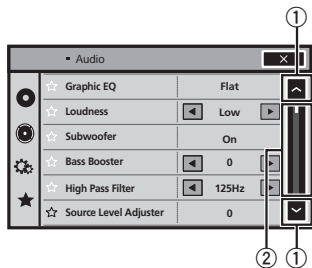 ①
Audio
Graphic EQ Flat
Loudness Low
Subwoofer On
Bass Booster 0
High Pass Filter 125Hz
Source Level Adjuster 0
② ①